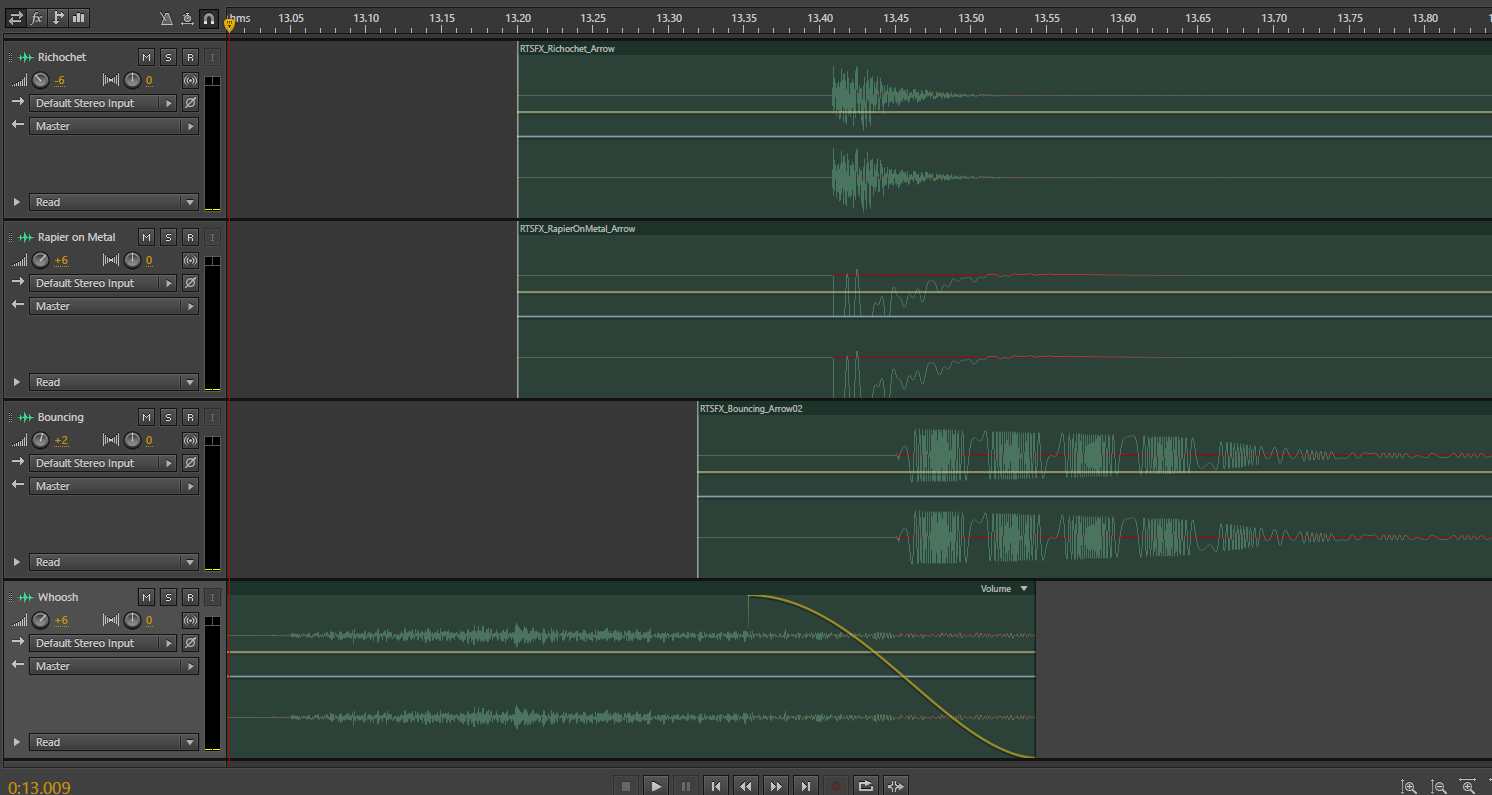 fx
hms 13.05 13.10 13.15 13.20 13.25 13.30 13.35 13.40 13.45 13.50 13.55 13.60 13.65 13.70 13.75 13.80
Richochet M S R I
-6 0
Default Stereo Input
Master
Read
RTSFX_Richochet_Arrow
Rapier on Metal M S R I
+6 0
Default Stereo Input
Master
Read
RTSFX_RapierOnMetal_Arrow
Bouncing M S R I
+2 0
Default Stereo Input
Master
Read
RTSFX_Bouncing_Arrow02
Whoosh M S R I
+6 0
Default Stereo Input
Master
Read
Volume
0:13.009